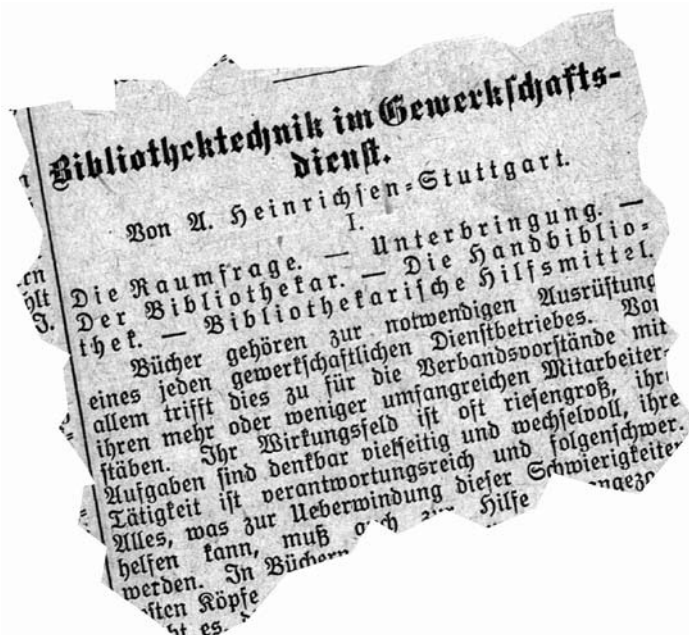 Bibliothektechnik im Gewerkschafts-
dienst.
Von A. Heinrichsen-Stuttgart.
I.
Die Raumfrage. — Unterbringung. —
Der Bibliothekar. — Die Handbiblio-
thek. — Bibliothekarische Hilfsmittel.
Bücher gehören zur notwendigen Ausrüstung
eines jeden gewerkschaftlichen Dienstbetriebes. Vor
allem trifft dies zu für die Verbandsvorstände mit
ihren mehr oder weniger umfangreichen Mitarbeiter-
stäben. Ihr Wirkungsfeld ist oft riesengroß, ihre
Aufgaben sind denkbar vielseitig und wechselvoll, ihre
Tätigkeit ist verantwortungsreich und folgenschwer.
Alles, was zur Ueberwindung dieser Schwierigkeiten
helfen kann, muß auch zur Hilfe
werden. In Büchern
Köpfe
es